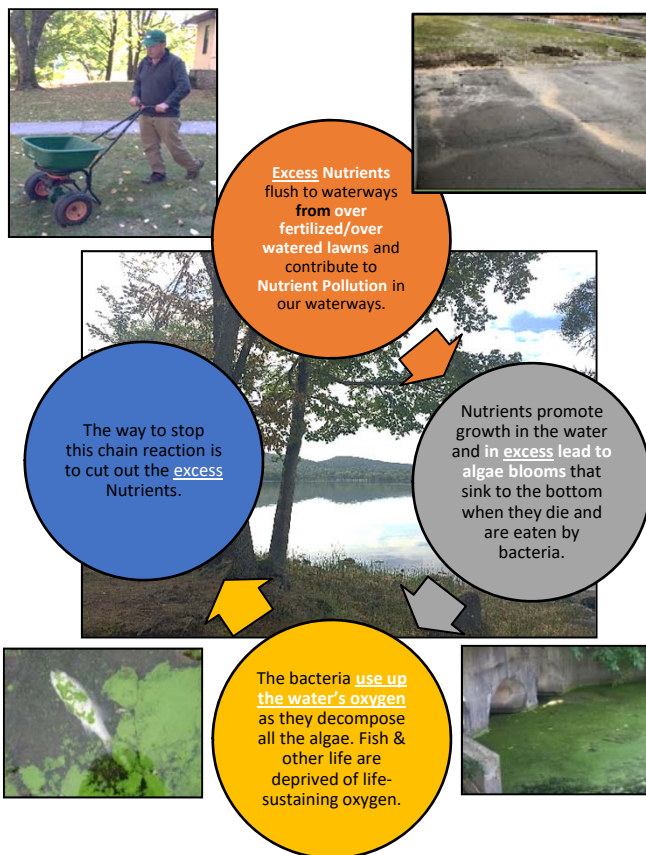 Excess Nutrients
flush to waterways
from over
fertilized/over
watered lawns and
contribute to
Nutrient Pollution in
our waterways.
Nutrients promote
growth in the water
and in excess lead to
algae blooms that
sink to the bottom
when they die and
are eaten by
bacteria.
The bacteria use up
the water's oxygen
as they decompose
all the algae. Fish &
other life are
deprived of life-
sustaining oxygen.
The way to stop
this chain reaction is
to cut out the excess
Nutrients.